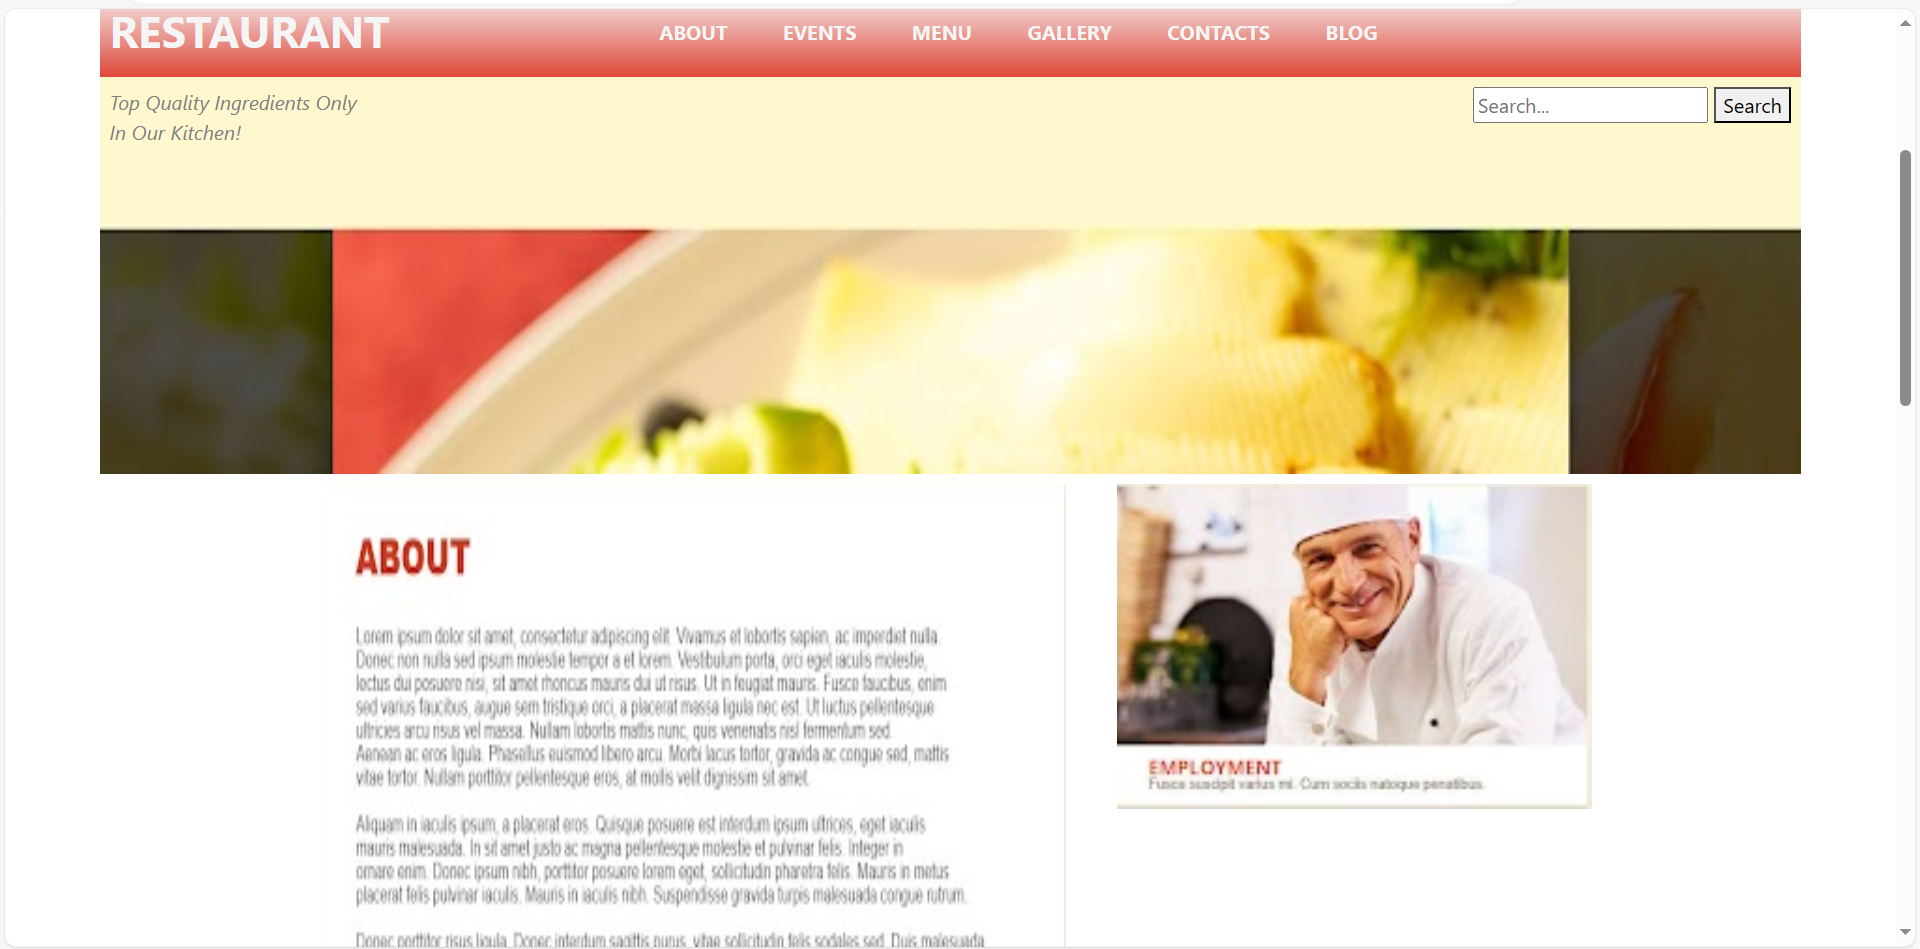 RESTAURANT
ABOUT EVENTS MENU GALLERY CONTACTS BLOG
Top Quality Ingredients Only
In Our Kitchen!
Search... Search
ABOUT
Lorem ipsum dolor sit amet, consectetur adipiscing elit. Vivamus et lobortis sapien, ac imperdiet nulla.
Donec non nulla sed ipsum molestie tempor a et lorem. Vestibulum porta, orci eget iaculis molestie,
lectus dui posuere nisi, sit amet rhoncus mauris dui ut risus. Ut in feugiat mauris. Fusce faucibus, enim
sed varius faucibus, augue sem tristique orci, a placerat massa ligula nec est. Ut luctus pellentesque
ultricies arcu risus vel massa. Nullam lobortis mattis nunc, quis venenatis nisl fermentum sed.
Aenean ac eros ligula. Phasellus euismod libero arcu. Morbi lacus tortor, gravida ac congue sed, mattis
vitae tortor. Nullam porttitor pellentesque eros, at mollis velit dignissim sit amet.
Aliquam in iaculis ipsum, a placerat eros. Quisque posuere est interdum ipsum ultrices, eget iaculis
mauris malesuada. In sit amet justo ac magna pellentesque molestie et pulvinar felis. Integer in
ornare enim. Donec ipsum nibh, porttitor posuere lorem eget, sollicitudin pharetra felis. Mauris in metus
placerat felis pulvinar iaculis. Mauris in iaculis nibh. Suspendisse gravida turpis malesuada congue rutrum.
Donec porttitor risus ligula. Donec interdum sagittis purus, vitae sollicitudin felis sodales sed. Duis malesuada
EMPLOYMENT
Fusce suscipit varius mi. Cum sociis natoque penatibus.